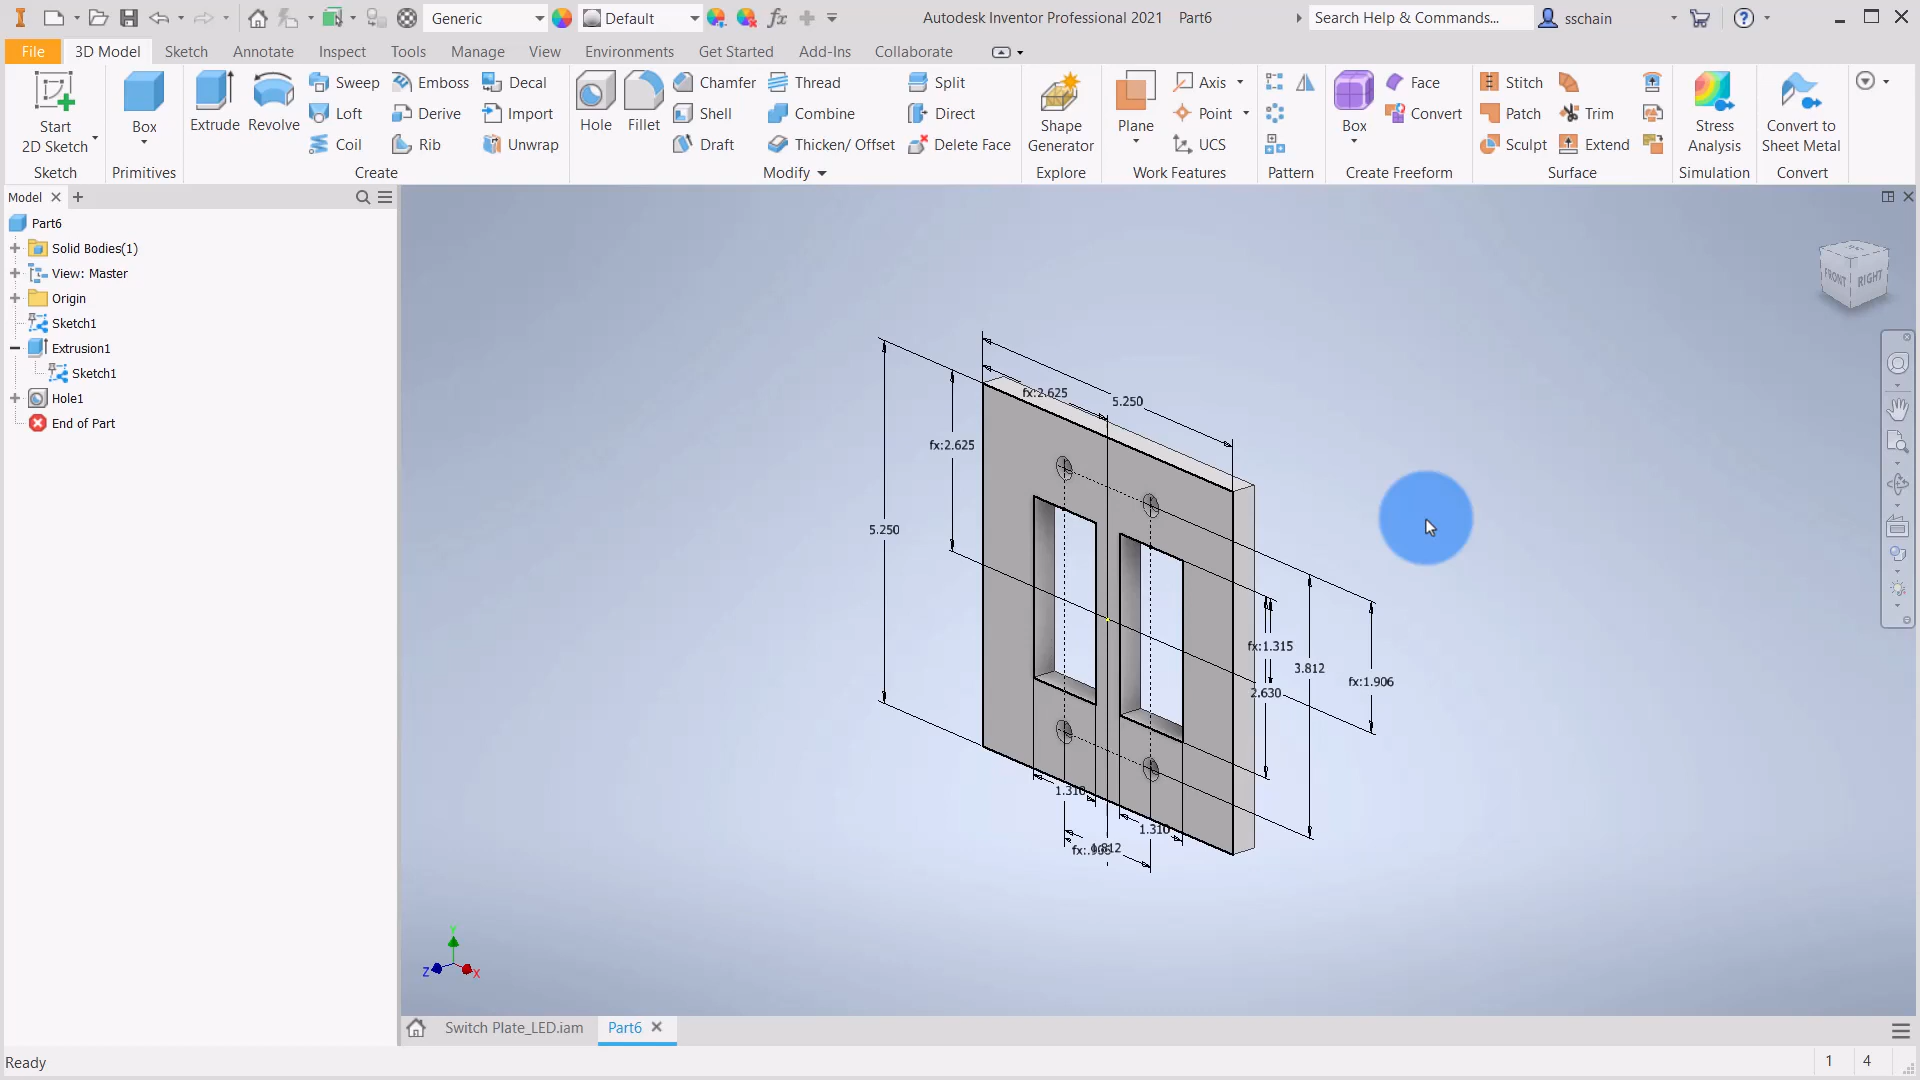 Generic
Default
fx
Autodesk Inventor Professional 2021 Part6
Search Help & Commands...
sschain
File 3D Model Sketch Annotate Inspect Tools Manage View Environments Get Started Add-Ins Collaborate
Start
2D Sketch
Sketch
Box
Primitives
Extrude
Revolve
Sweep
Loft
Coil
Emboss
Derive
Rib
Decal
Import
Unwrap
Create
Hole
Fillet
Chamfer
Shell
Draft
Thread
Combine
Thicken/ Offset
Split
Direct
Delete Face
Modify
Shape
Generator
Explore
Plane
Axis
Point
UCS
Work Features
Pattern
Box
Face
Convert
Create Freeform
Stitch
Patch
Sculpt
Trim
Extend
Surface
Stress
Analysis
Simulation
Convert to
Sheet Metal
Convert
Model
Part6
Solid Bodies(1)
View: Master
Origin
Sketch1
Extrusion1
Sketch1
Hole1
End of Part
FRONT RIGHT
fx:2.625
5.250
fx:2.625
5.250
fx:1.315
3.812
fx:1.906
2.630
1.310
1.310
Y
Z
X
Switch Plate_LED.iam
Part6
Ready
1 4